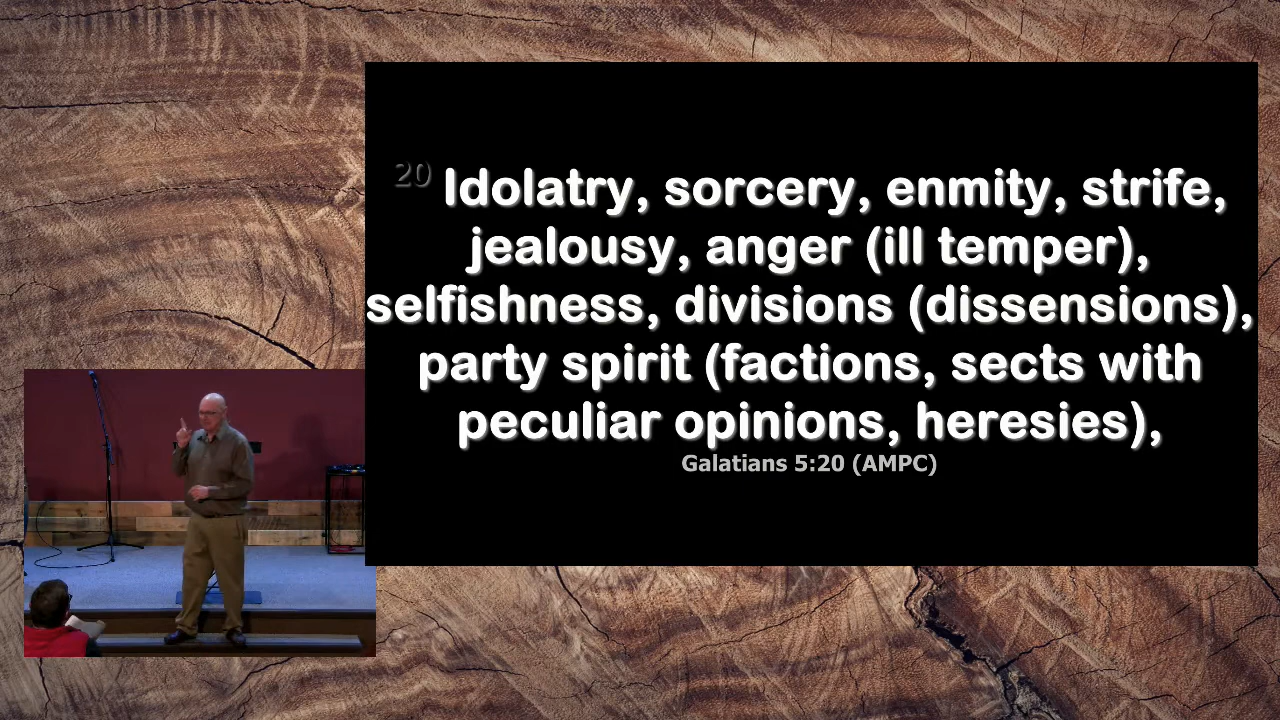 20 Idolatry, sorcery, enmity, strife,
jealousy, anger (ill temper),
selfishness, divisions (dissensions),
party spirit (factions, sects with
peculiar opinions, heresies),
Galatians 5:20 (AMPC)